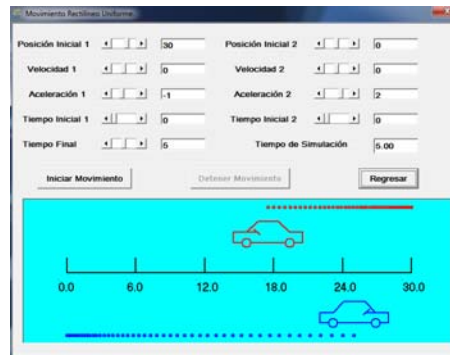 Movimiento Rectilineo Uniforme
Posición Inicial 1 30 Posición Inicial 2 0
Velocidad 1 0 Velocidad 2 0
Aceleración 1 -1 Aceleración 2 2
Tiempo Inicial 1 0 Tiempo Inicial 2 0
Tiempo Final 5 Tiempo de Simulación 5.00
Iniciar Movimiento Detener Movimiento Regresar
0.0 6.0 12.0 18.0 24.0 30.0